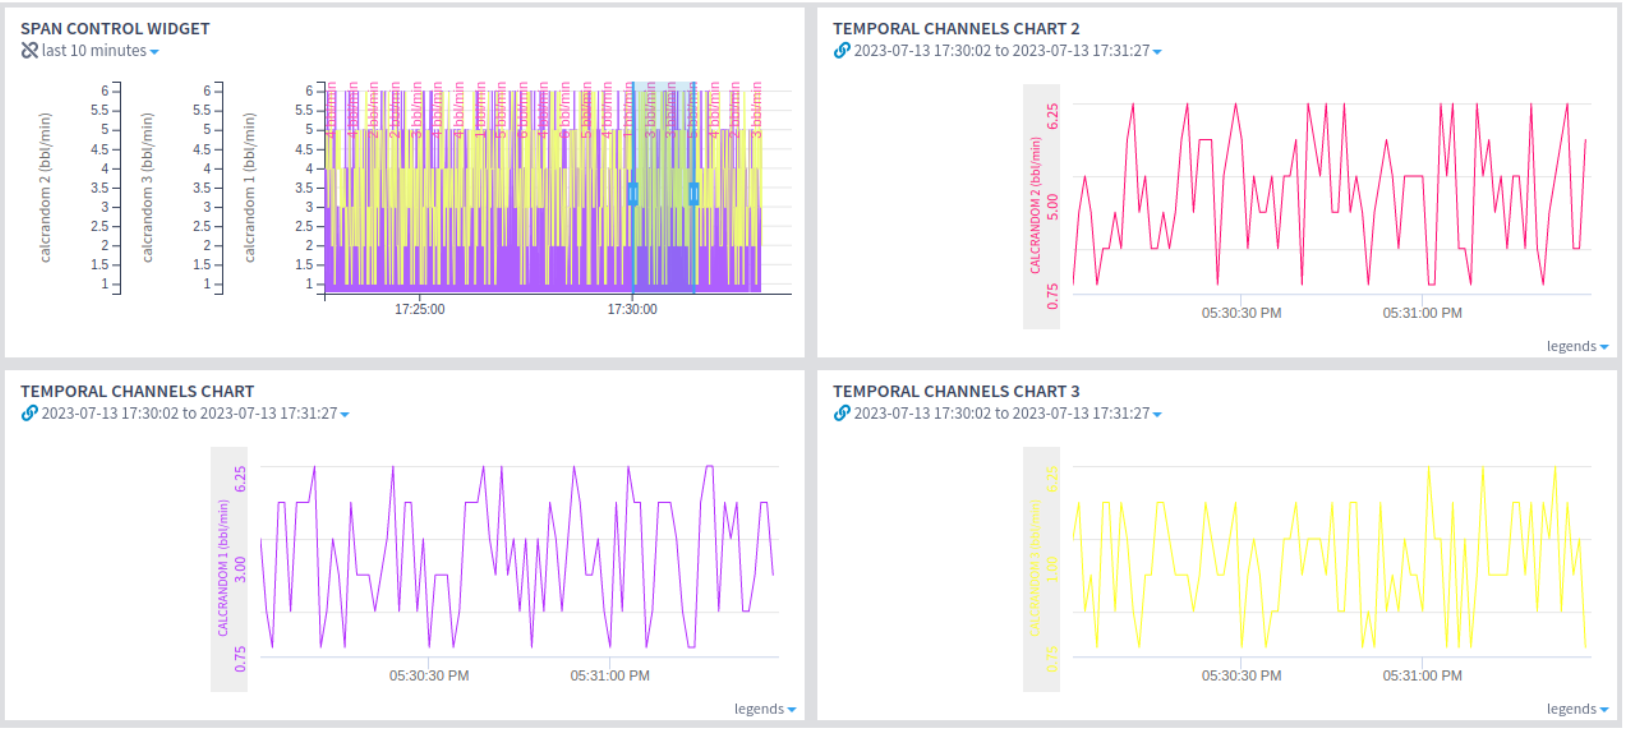 SPAN CONTROL WIDGET
last 10 minutes
calcrandom 2 (bbl/min)
6
5.5
5
4.5
4
3.5
3
2.5
2
1.5
1
calcrandom 3 (bbl/min)
6
5.5
5
4.5
4
3.5
3
2.5
2
1.5
1
calcrandom 1 (bbl/min)
6
5.5
5
4.5
4
3.5
3
2.5
2
1.5
1
17:25:00
17:30:00
TEMPORAL CHANNELS CHART 2
2023-07-13 17:30:02 to 2023-07-13 17:31:27
CALCRANDOM 2 (bbl/min)
6.25
5.00
0.75
05:30:30 PM
05:31:00 PM
legends
TEMPORAL CHANNELS CHART
2023-07-13 17:30:02 to 2023-07-13 17:31:27
CALCRANDOM 1 (bbl/min)
6.25
3.00
0.75
05:30:30 PM
05:31:00 PM
legends
TEMPORAL CHANNELS CHART 3
2023-07-13 17:30:02 to 2023-07-13 17:31:27
CALCRANDOM 3 (bbl/min)
6.25
1.00
0.75
05:30:30 PM
05:31:00 PM
legends